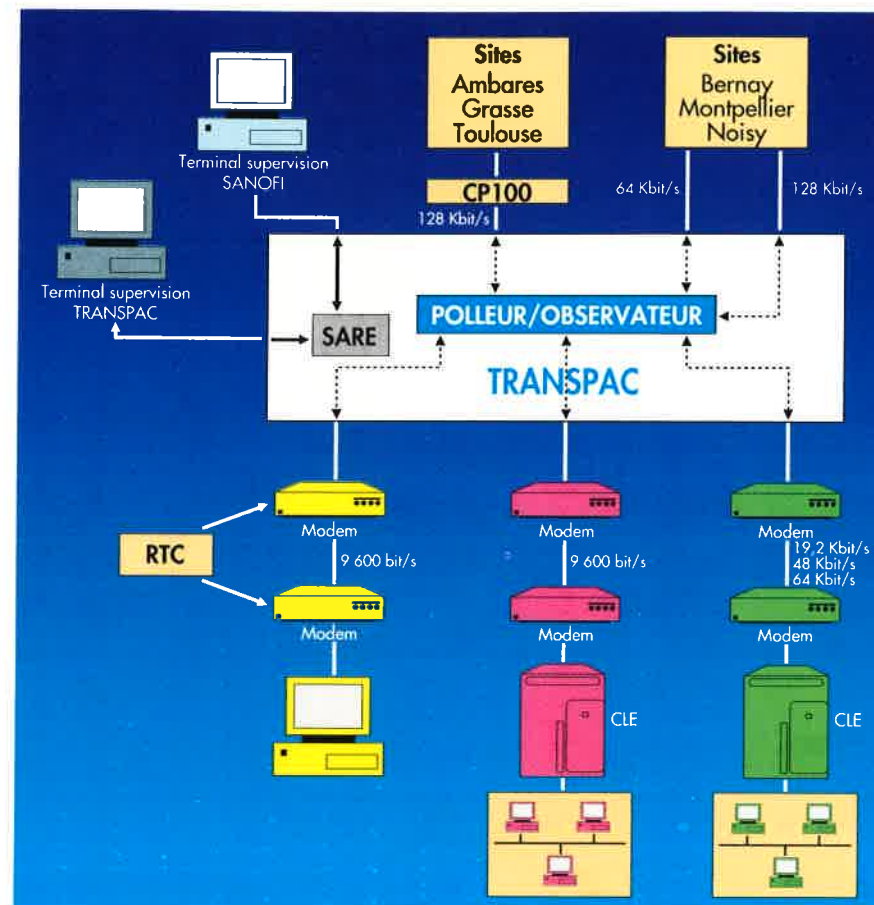 Sites
Ambares
Grasse
Toulouse
Sites
Bernay
Montpellier
Noisy
Terminal supervision
SANOFI
CP100
64 Kbit/s
128 Kbit/s
128 Kbit/s
Terminal supervision
TRANSPAC
SARE
POLLEUR/OBSERVATEUR
TRANSPAC
Modem
Modem
Modem
RTC
9 600 bit/s
9 600 bit/s
19,2 Kbit/s
48 Kbit/s
64 Kbit/s
Modem
Modem
Modem
CLE
CLE